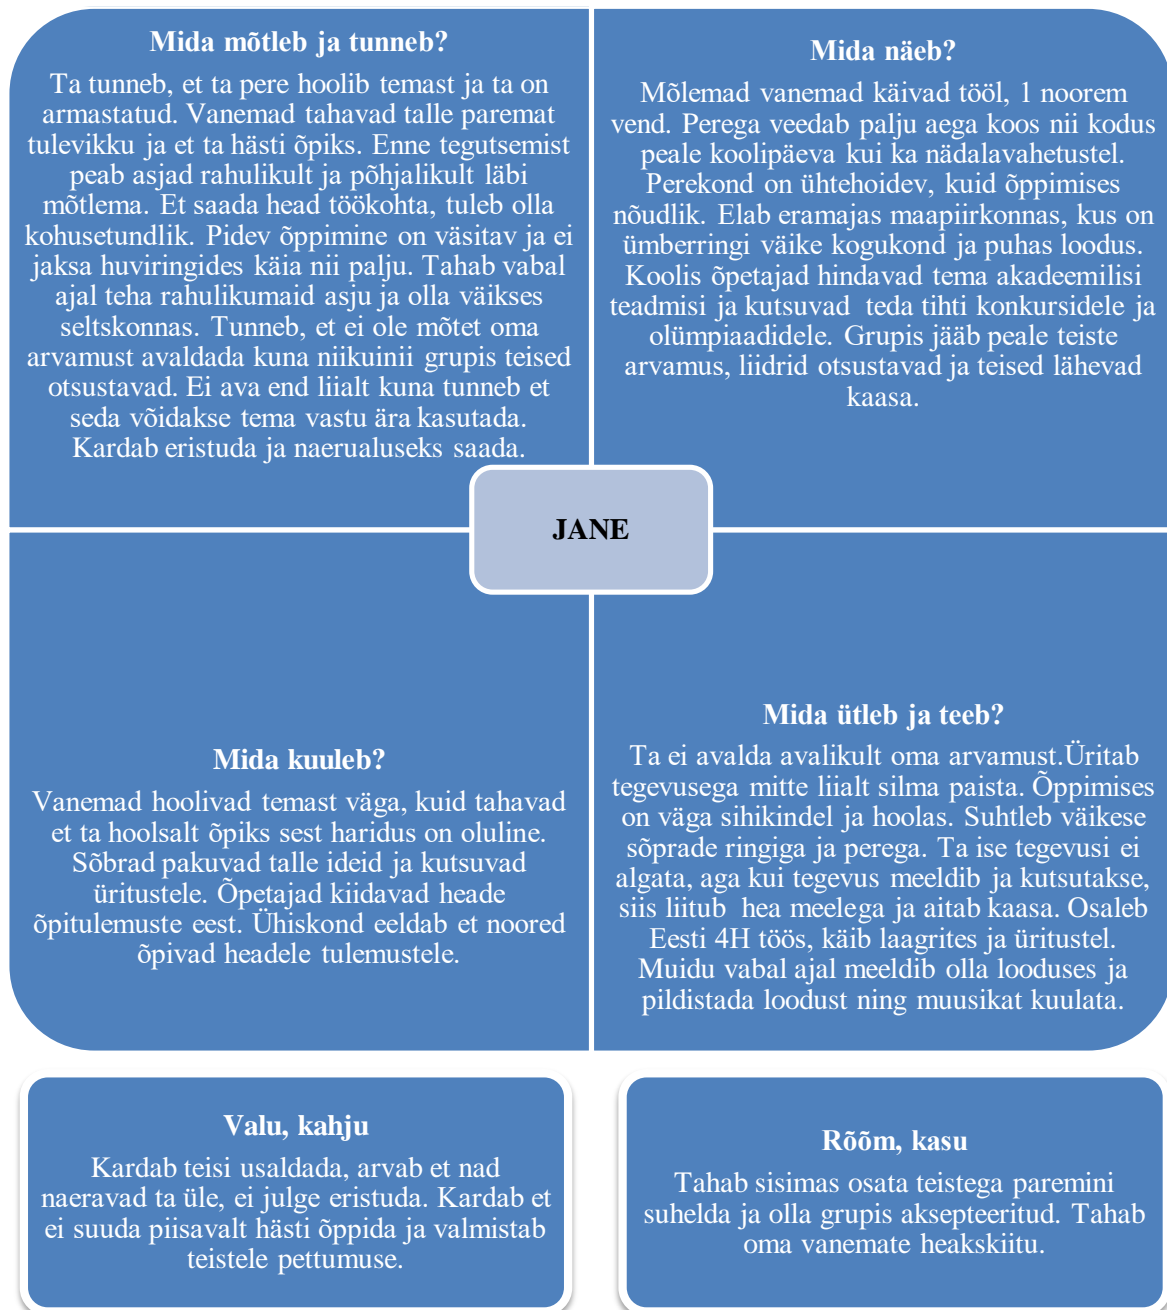 Mida mõtleb ja tunneb?
Ta tunneb, et ta pere hoolib temast ja ta on
armastatud. Vanemad tahavad talle paremat
tulevikku ja et ta hästi õpiks. Enne tegutsemist
peab asjad rahulikult ja põhjalikult läbi
mõtlema. Et saada head töökohta, tuleb olla
kohusetundlik. Pidev õppimine on väsitav ja ei
jaksa huviringides käia nii palju. Tahab vabal
ajal teha rahulikumaid asju ja olla väikses
seltskonnas. Tunneb, et ei ole mõtet oma
arvamust avaldada kuna niikuinii grupis teised
otsustavad. Ei ava end liialt kuna tunneb et
seda võidakse tema vastu ära kasutada.
Kardab eristuda ja naerualuseks saada.
Mida näeb?
Mõlemad vanemad käivad tööl, 1 noorem
vend. Perega veedab palju aega koos nii kodus
peale koolipäeva kui ka nädalavahetustel.
Perekond on ühtehoidev, kuid õppimises
nõudlik. Elab eramajas maapiirkonnas, kus on
ümberringi väike kogukond ja puhas loodus.
Koolis õpetajad hindavad tema akadeemilisi
teadmisi ja kutsuvad teda tihti konkursidele ja
olümpiaadidele. Grupis jääb peale teiste
arvamus, liidrid otsustavad ja teised lähevad
kaasa.
JANE
Mida kuuleb?
Vanemad hoolivad temast väga, kuid tahavad
et ta hoolsalt õpiks sest haridus on oluline.
Sõbrad pakuvad talle ideid ja kutsuvad
üritustele. Õpetajad kiidavad heade
õpitulemuste eest. Ühiskond eeldab et noored
õpivad headele tulemustele.
Mida ütleb ja teeb?
Ta ei avalda avalikult oma arvamust.Üritab
tegevusega mitte liialt silma paista. Õppimises
on väga sihikindel ja hoolas. Suhtleb väikese
sõprade ringiga ja perega. Ta ise tegevusi ei
algata, aga kui tegevus meeldib ja kutsutakse,
siis liitub hea meelega ja aitab kaasa. Osaleb
Eesti 4H töös, käib laagrites ja üritustel.
Muidu vabal ajal meeldib olla looduses ja
pildistada loodust ning muusikat kuulata.
Valu, kahju
Kardab teisi usaldada, arvab et nad
naeravad ta üle, ei julge eristuda. Kardab et
ei suuda piisavalt hästi õppida ja valmistab
teistele pettumuse.
Rõõm, kasu
Tahab sisimas osata teistega paremini
suhelda ja olla grupis aksepteeritud. Tahab
oma vanemate heakskiitu.